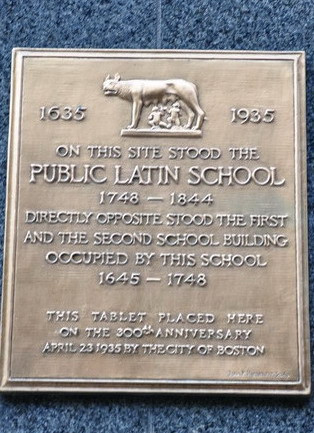 1635 1935
ON THIS SITE STOOD THE
PUBLIC LATIN SCHOOL
1748 — 1844
DIRECTLY OPPOSITE STOOD THE FIRST
AND THE SECOND SCHOOL BUILDING
OCCUPIED BY THIS SCHOOL
1645 — 1748
THIS TABLET PLACED HERE
ON THE 300th ANNIVERSARY
APRIL 23 1935 BY THE CITY OF BOSTON